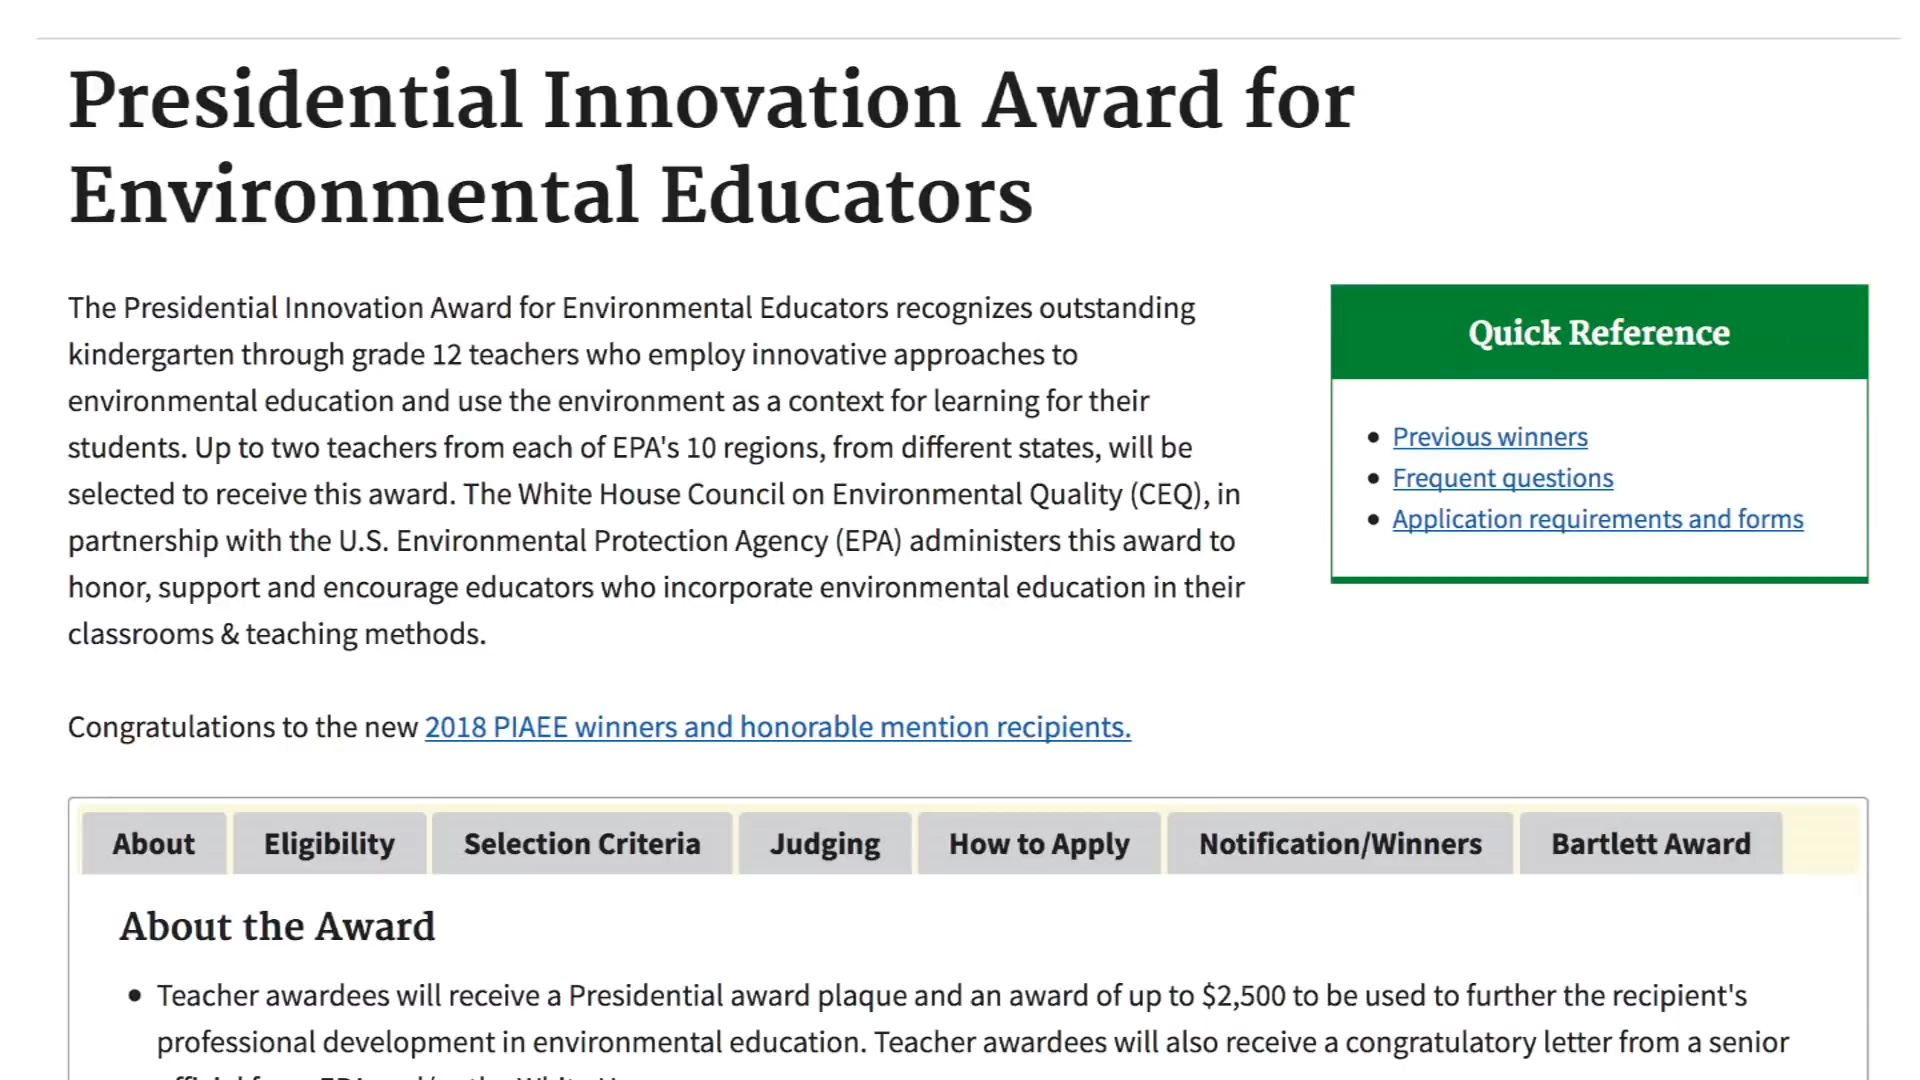 Presidential Innovation Award for
Environmental Educators
The Presidential Innovation Award for Environmental Educators recognizes outstanding
kindergarten through grade 12 teachers who employ innovative approaches to
environmental education and use the environment as a context for learning for their
students. Up to two teachers from each of EPA's 10 regions, from different states, will be
selected to receive this award. The White House Council on Environmental Quality (CEQ), in
partnership with the U.S. Environmental Protection Agency (EPA) administers this award to
honor, support and encourage educators who incorporate environmental education in their
classrooms & teaching methods.
Quick Reference
• Previous winners
• Frequent questions
• Application requirements and forms
Congratulations to the new 2018 PIAEE winners and honorable mention recipients.
About Eligibility Selection Criteria Judging How to Apply Notification/Winners Bartlett Award
About the Award
• Teacher awardees will receive a Presidential award plaque and an award of up to $2,500 to be used to further the recipient's
professional development in environmental education. Teacher awardees will also receive a congratulatory letter from a senior